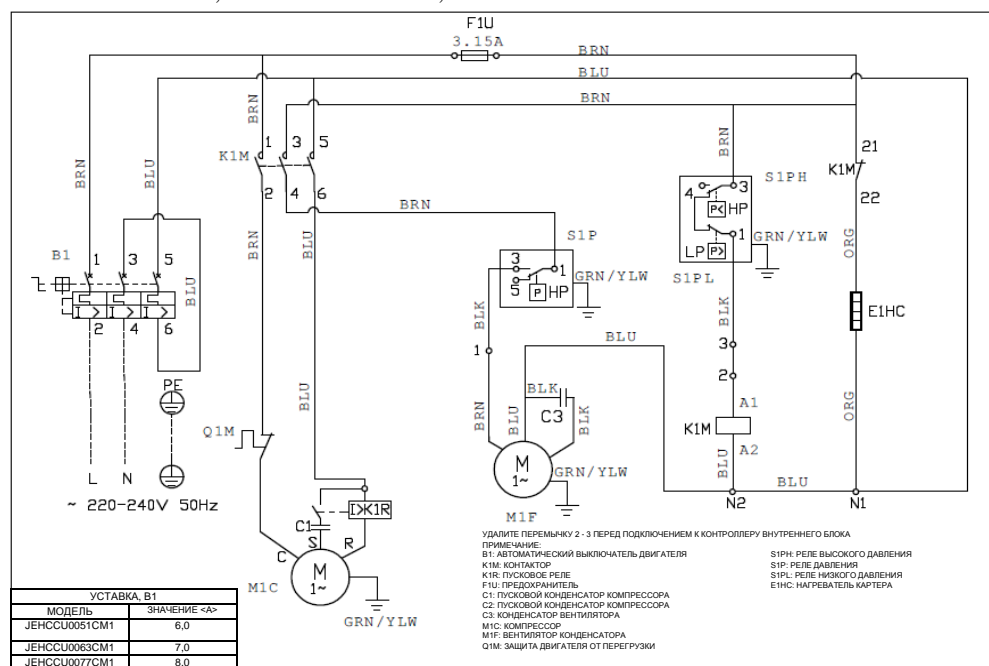 F1U
3.15A
BRN
BLU
BRN
BRN
BLU
BRN
BRN
1
3
5
K1M
2
4
6
BRN
21
K1M
22
4
3
S1PH
P<
HP
1
LP
P>
GRN/YLW
S1PL
B1
1
3
5
BLU
I >
I >
I >
2
4
6
BRN
BLU
S1P
3
5
1
P
HP
GRN/YLW
ORG
E1HC
BLK
BLK
1
3
2
BLU
PE
BLU
BRN
BLU
BLK
C3
BLK
A1
K1M
A2
BLU
ORG
Q1M
L
N
~ 220-240V 50Hz
M
1~
GRN/YLW
M1F
BLU
N2
N1
I>K1R
C1
S
R
C
M
1~
M1C
GRN/YLW
УДАЛИТЕ ПЕРЕМЫЧКУ 2 - 3 ПЕРЕД ПОДКЛЮЧЕНИЕМ К КОНТРОЛЛЕРУ ВНУТРЕННЕГО БЛОКА
ПРИМЕЧАНИЕ:
B1: АВТОМАТИЧЕСКИЙ ВЫКЛЮЧАТЕЛЬ ДВИГАТЕЛЯ
K1M: КОНТАКТОР
K1R: ПУСКОВОЕ РЕЛЕ
F1U: ПРЕДОХРАНИТЕЛЬ
C1: ПУСКОВОЙ КОНДЕНСАТОР КОМПРЕССОРА
C2: ПУСКОВОЙ КОНДЕНСАТОР КОМПРЕССОРА
C3: КОНДЕНСАТОР ВЕНТИЛЯТОРА
M1C: КОМПРЕССОР
M1F: ВЕНТИЛЯТОР КОНДЕНСАТОРА
Q1M: ЗАЩИТА ДВИГАТЕЛЯ ОТ ПЕРЕГРУЗКИ
S1PH: РЕЛЕ ВЫСОКОГО ДАВЛЕНИЯ
S1P: РЕЛЕ ДАВЛЕНИЯ
S1PL: РЕЛЕ НИЗКОГО ДАВЛЕНИЯ
E1HC: НАГРЕВАТЕЛЬ КАРТЕРА
УСТАВКА, B1
МОДЕЛЬ ЗНАЧЕНИЕ <A>
JEHCCU0051CM1 6,0
JEHCCU0063CM1 7,0
JEHCCU0077CM1 8,0